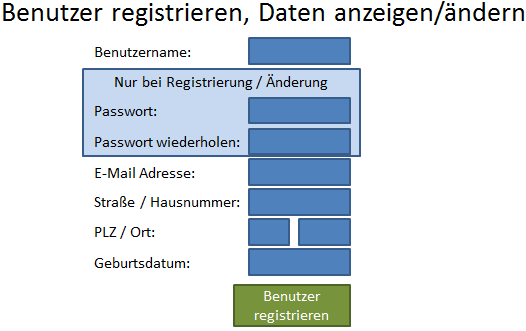 Benutzer registrieren, Daten anzeigen/ändern
Benutzername:
Nur bei Registrierung / Änderung
Passwort:
Passwort wiederholen:
E-Mail Adresse:
Straße / Hausnummer:
PLZ / Ort:
Geburtsdatum:
Benutzer
registrieren